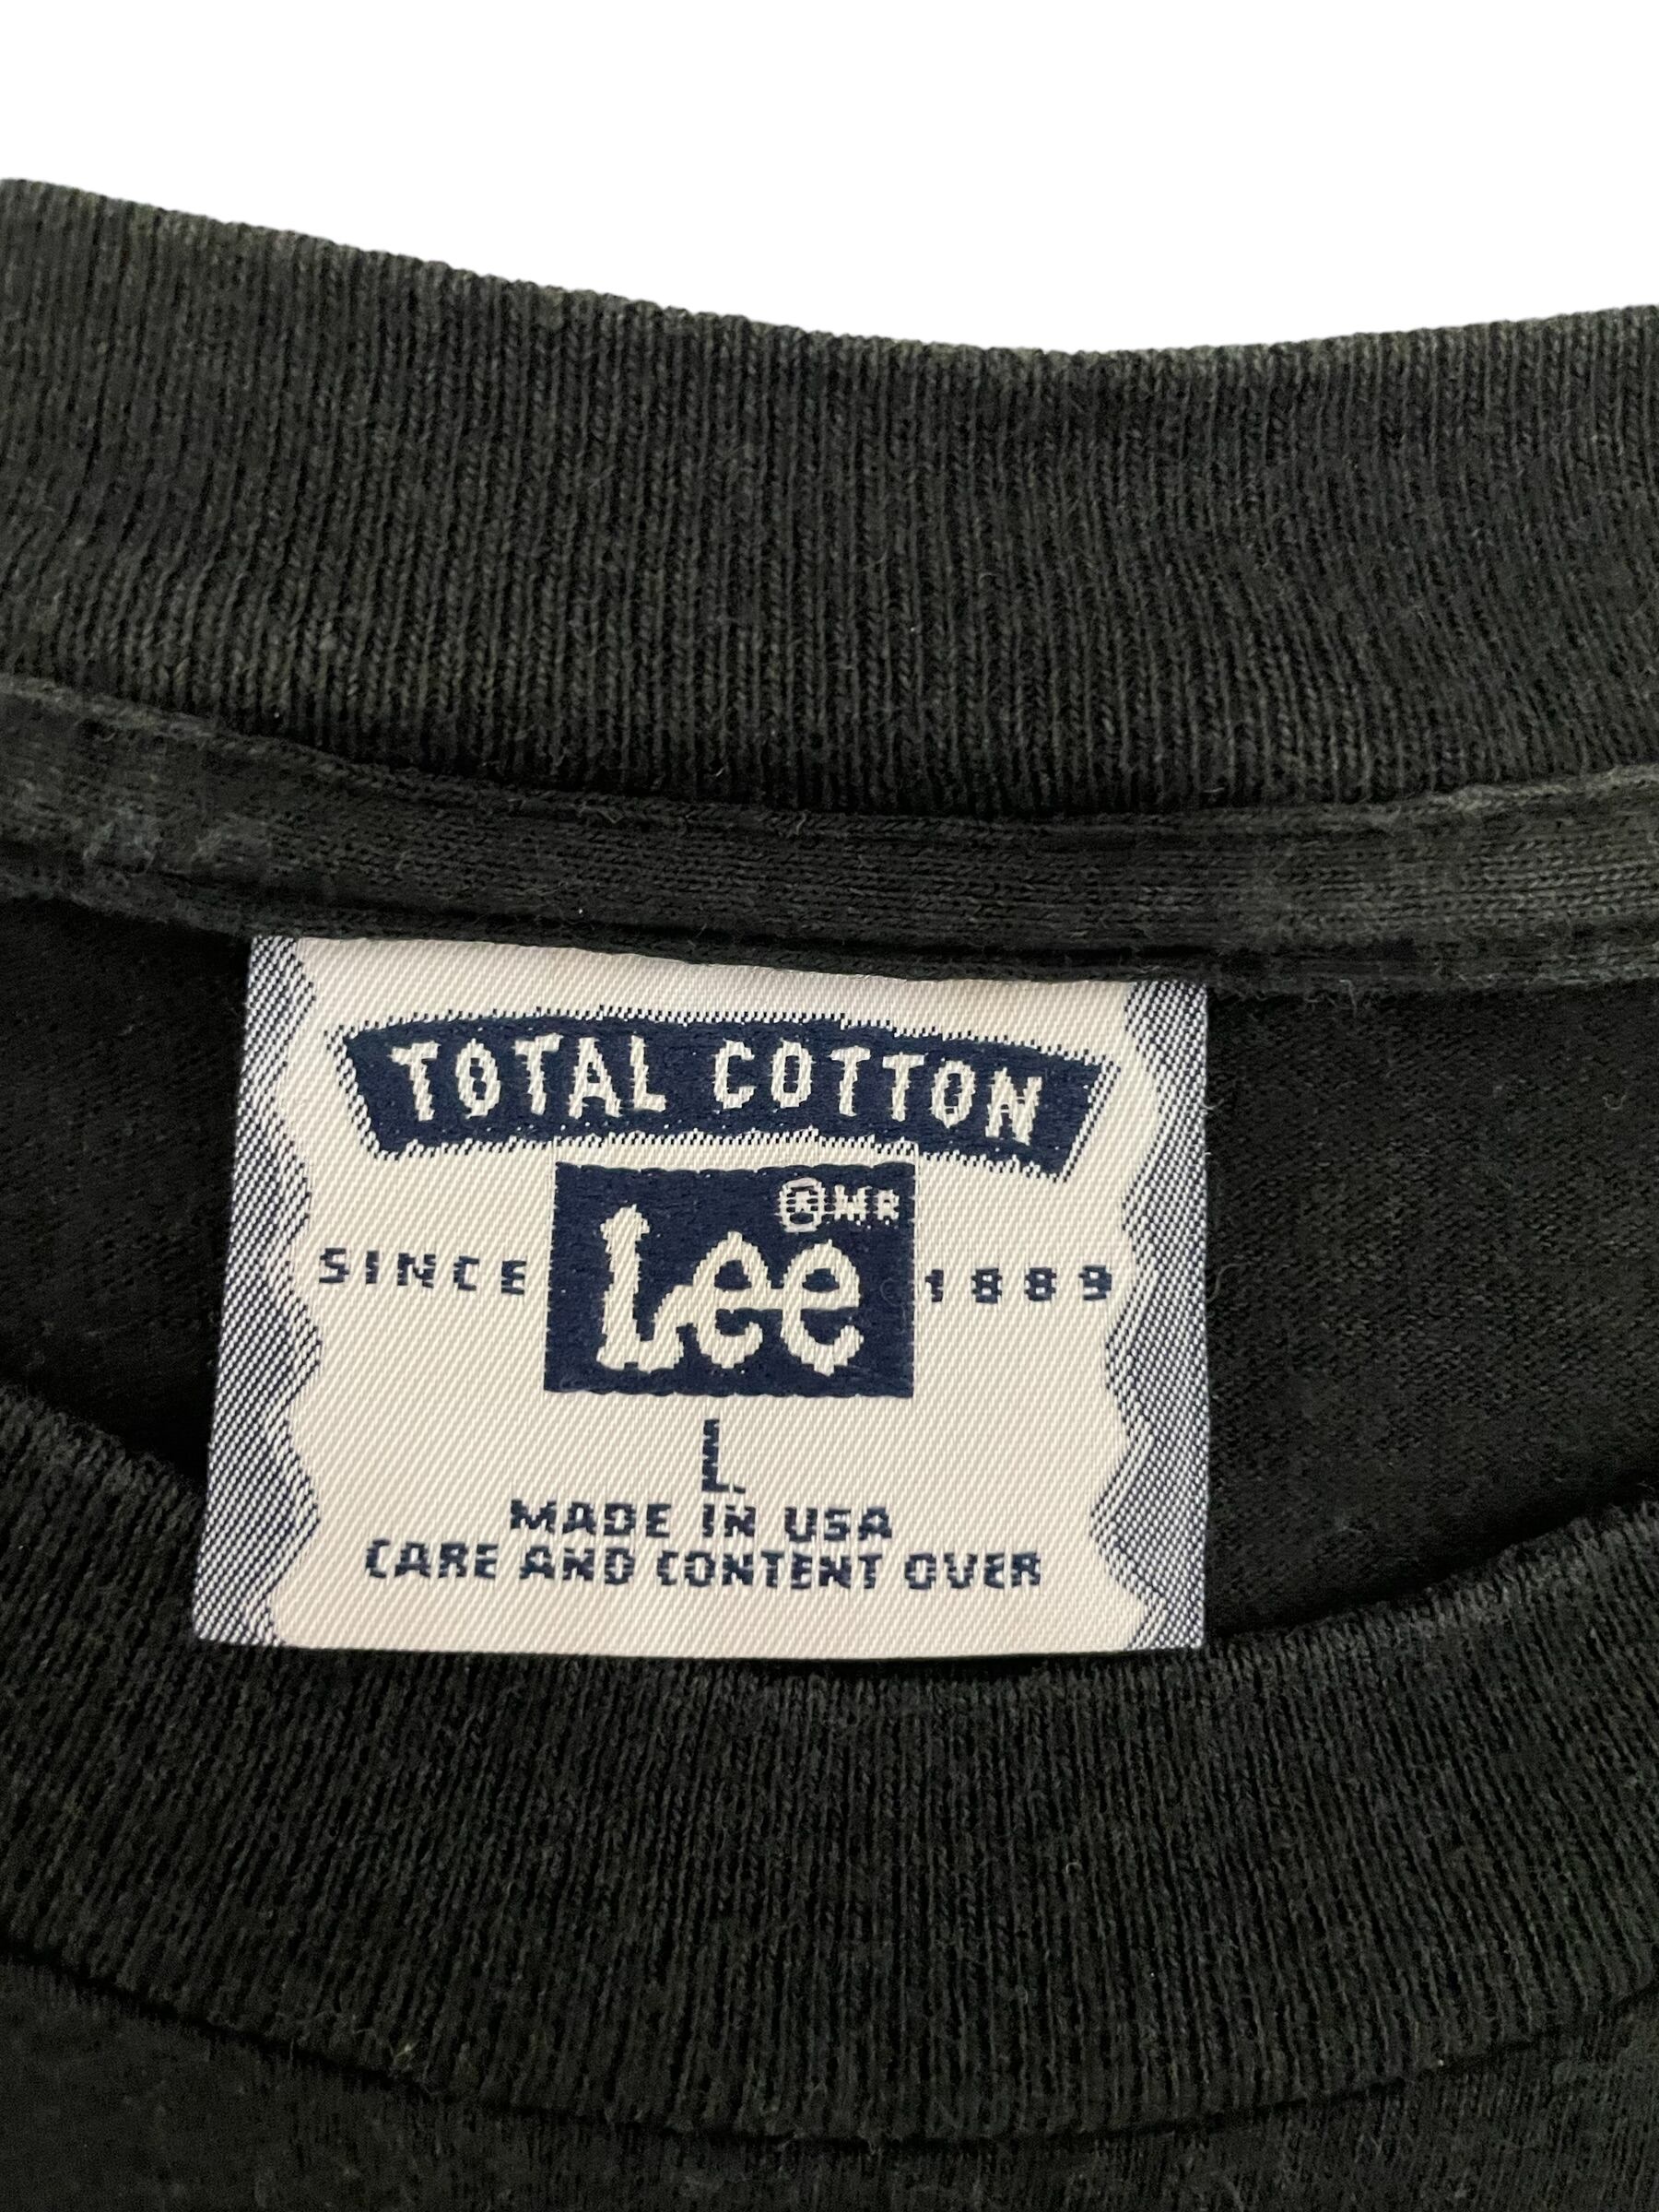 TOTAL COTTON
Lee ® MR
SINCE 1889
L
MADE IN USA
CARE AND CONTENT OVER